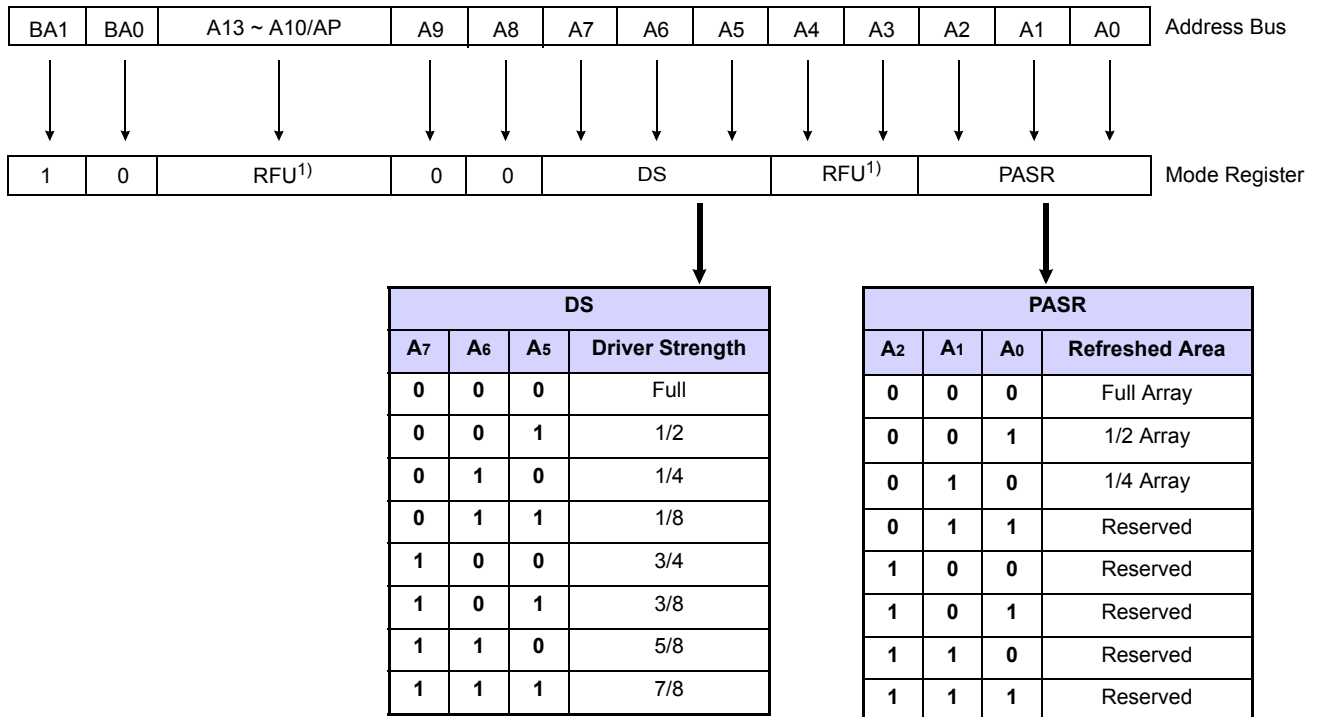 BA1 BA0 A13 ~ A10/AP A9 A8 A7 A6 A5 A4 A3 A2 A1 A0 Address Bus
1 0 RFU1) 0 0 DS RFU1) PASR Mode Register
DS
A7 A6 A5 Driver Strength
0 0 0 Full
0 0 1 1/2
0 1 0 1/4
0 1 1 1/8
1 0 0 3/4
1 0 1 3/8
1 1 0 5/8
1 1 1 7/8
PASR
A2 A1 A0 Refreshed Area
0 0 0 Full Array
0 0 1 1/2 Array
0 1 0 1/4 Array
0 1 1 Reserved
1 0 0 Reserved
1 0 1 Reserved
1 1 0 Reserved
1 1 1 Reserved